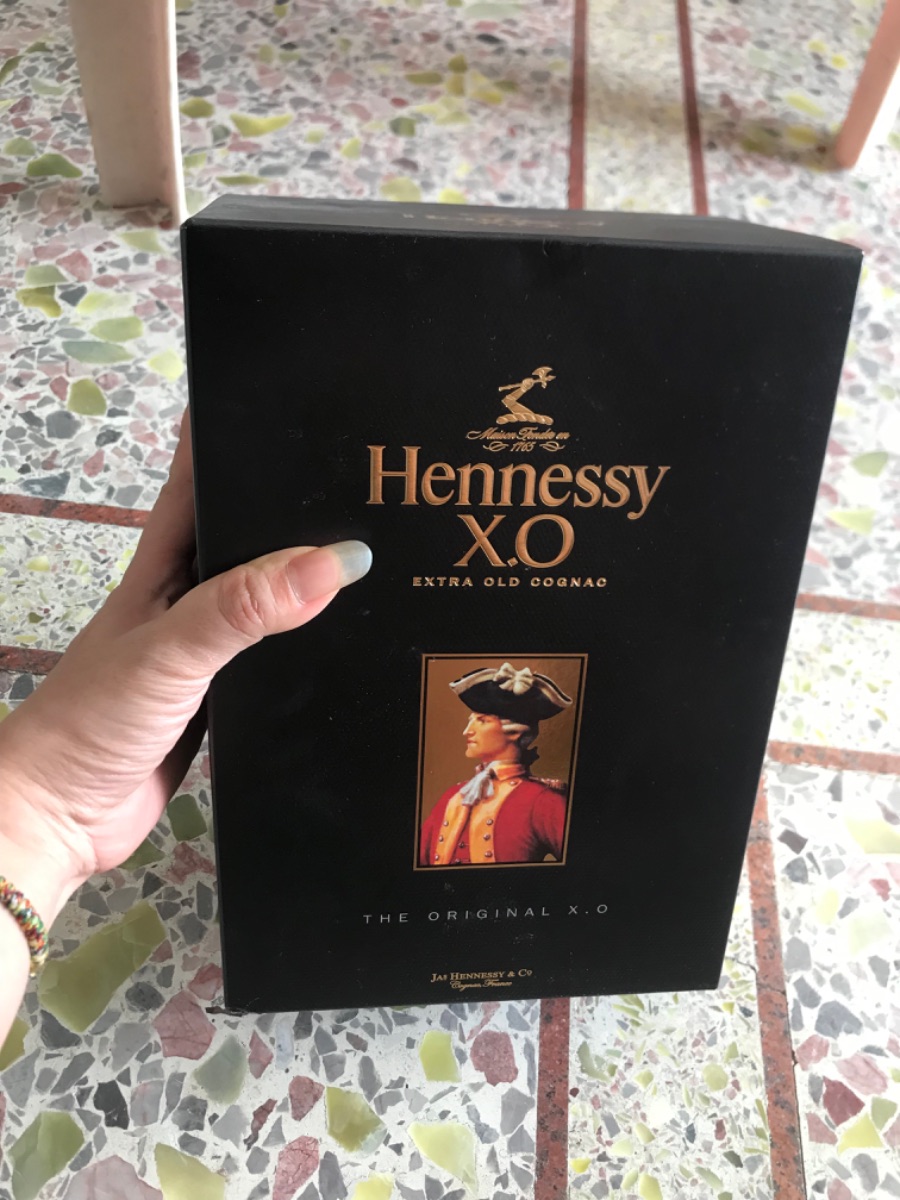 Maison Fondée en
1765
Hennessy
X.O
EXTRA OLD COGNAC
THE ORIGINAL X.O
JAS HENNESSY & CO
Cognac, France